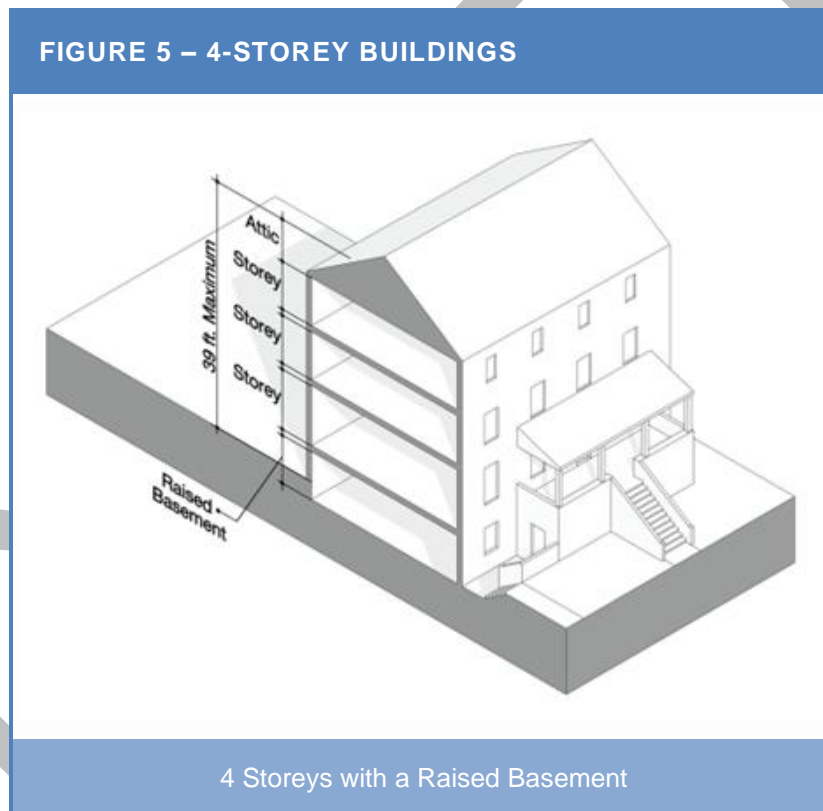 FIGURE 5 – 4-STOREY BUILDINGS
39 ft. Maximum
Attic
Storey
Storey
Storey
Raised
Basement
4 Storeys with a Raised Basement